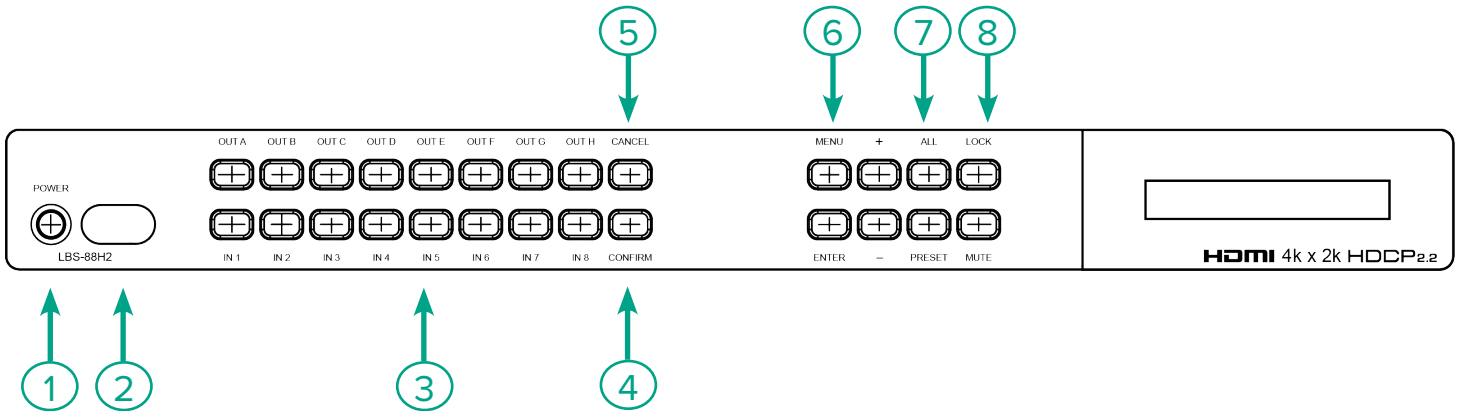 5 6 7 8
OUT A OUT B OUT C OUT D OUT E OUT F OUT G OUT H CANCEL MENU + ALL LOCK
POWER
LBS-88H2
IN 1 IN 2 IN 3 IN 4 IN 5 IN 6 IN 7 IN 8 CONFIRM ENTER − PRESET MUTE
HDMI 4k x 2k HDCP2.2
1 2 3 4